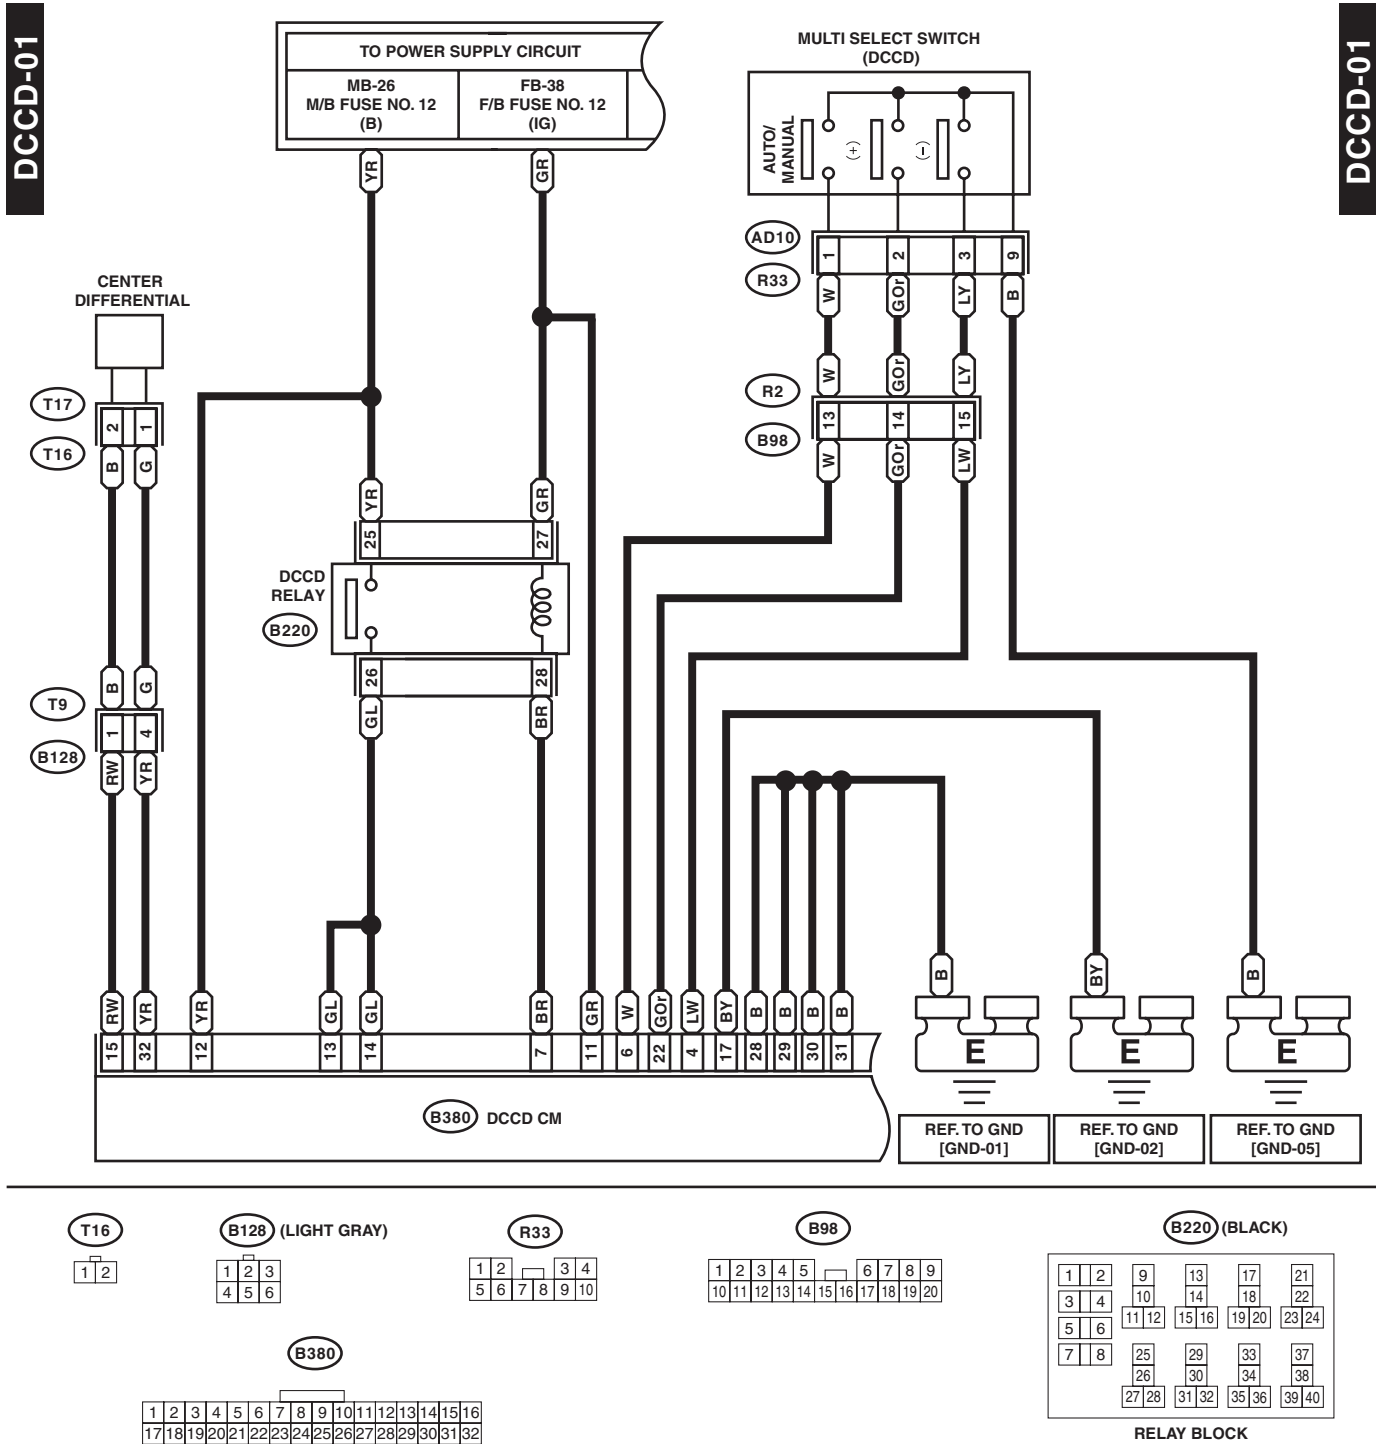 DCCD-01
DCCD-01
TO POWER SUPPLY CIRCUIT
MB-26
M/B FUSE NO. 12
(B)
FB-38
F/B FUSE NO. 12
(IG)
MULTI SELECT SWITCH
(DCCD)
AUTO/
MANUAL
(+)
(−)
YR
GR
AD10
1 2 3 9
R33
W GOr LY B
CENTER
DIFFERENTIAL
W GOr LY
R2
13 14 15
B98
W GOr LW
T17
2 1
T16
B G
YR GR
25 27
DCCD
RELAY
B220
26 28
GL BR
B G
T9
1 4
B128
RW YR
B BY B
RW YR YR GL GL BR GR W GOr LW BY B B B B
15 32 12 13 14 7 11 6 22 4 17 28 29 30 31
E E E
B380 DCCD CM
REF. TO GND
[GND-01]
REF. TO GND
[GND-02]
REF. TO GND
[GND-05]
T16
1 2
B128 (LIGHT GRAY)
1 2 3
4 5 6
R33
1 2 3 4
5 6 7 8 9 10
B98
1 2 3 4 5 6 7 8 9
10 11 12 13 14 15 16 17 18 19 20
B220 (BLACK)
1 2 9 13 17 21
3 4 10 14 18 22
11 12 15 16 19 20 23 24
5 6
7 8 25 29 33 37
26 30 34 38
27 28 31 32 35 36 39 40
RELAY BLOCK
B380
1 2 3 4 5 6 7 8 9 10 11 12 13 14 15 16
17 18 19 20 21 22 23 24 25 26 27 28 29 30 31 32